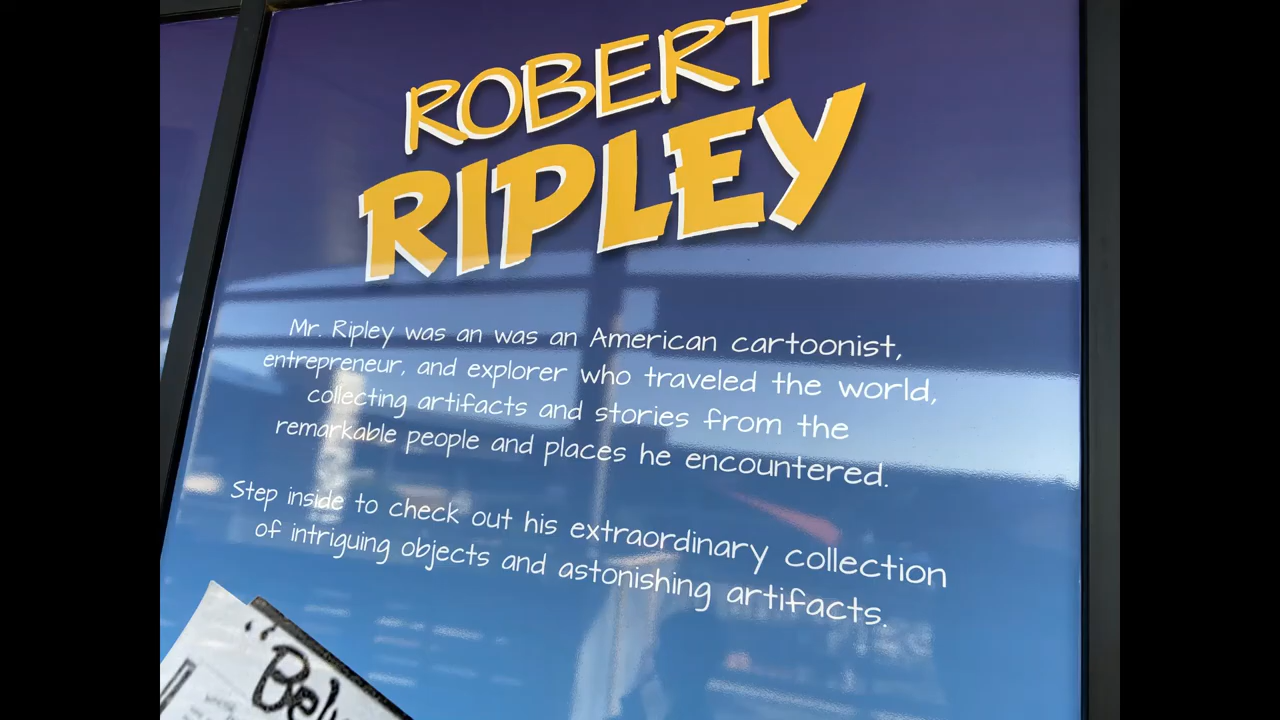 ROBERT
RIPLEY
Mr. Ripley was an was an American cartoonist,
entrepreneur, and explorer who traveled the world,
collecting artifacts and stories from the
remarkable people and places he encountered.
Step inside to check out his extraordinary collection
of intriguing objects and astonishing artifacts.